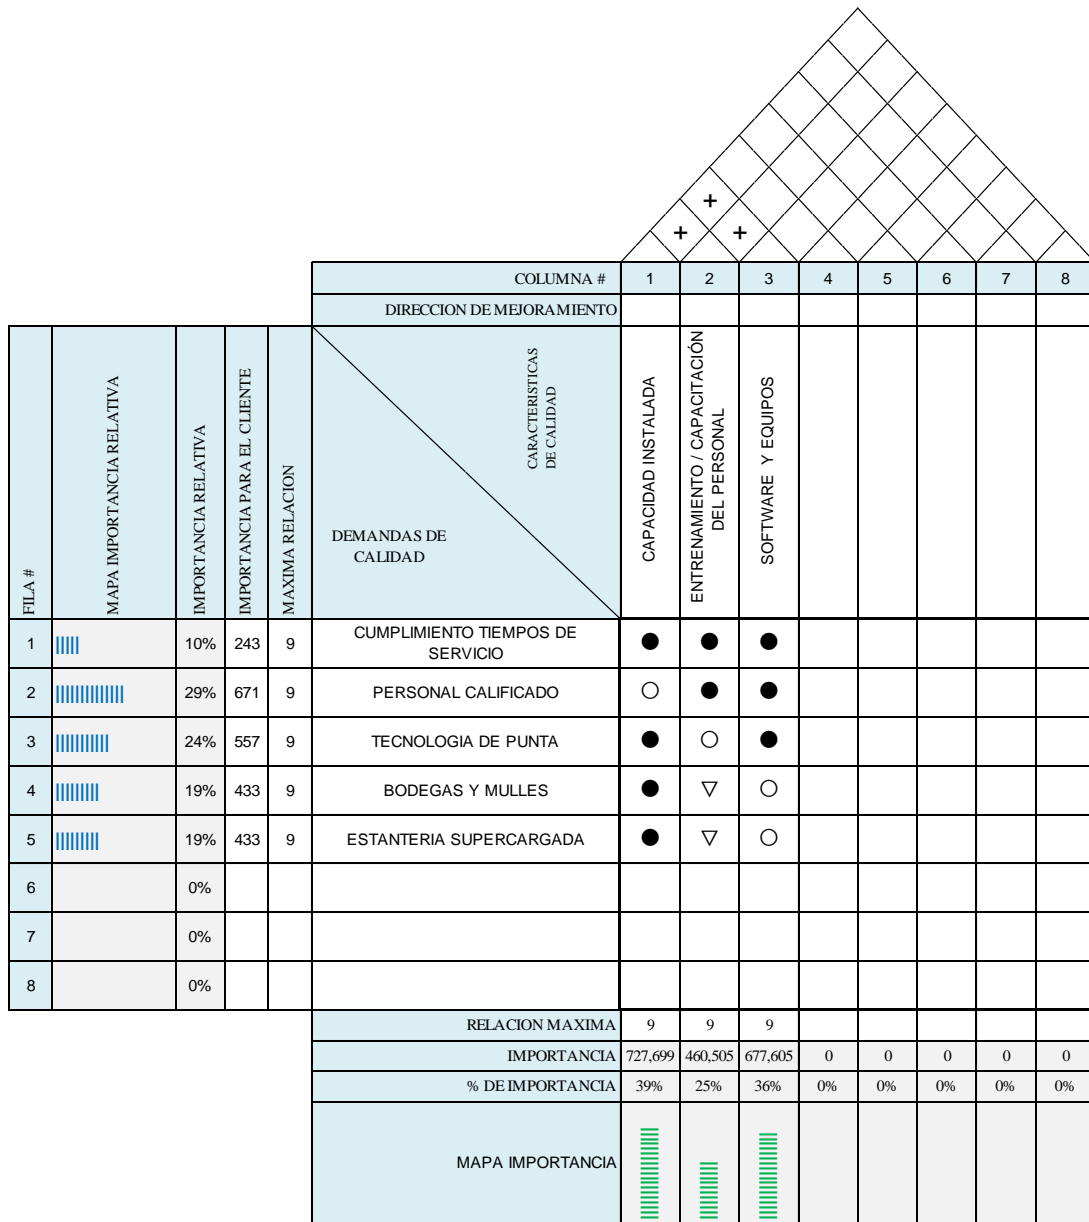 +
+ +
COLUMNA # 1 2 3 4 5 6 7 8
DIRECCION DE MEJORAMIENTO
FILA #
MAPA IMPORTANCIA RELATIVA
IMPORTANCIA RELATIVA
IMPORTANCIA PARA EL CLIENTE
MAXIMA RELACION
DEMANDAS DE
CALIDAD
CARACTERISTICAS
DE CALIDAD
CAPACIDAD INSTALADA
ENTRENAMIENTO / CAPACITACIÓN
DEL PERSONAL
SOFTWARE Y EQUIPOS
1 ||||| 10% 243 9 CUMPLIMIENTO TIEMPOS DE
SERVICIO ● ● ●
2 |||||||||||||| 29% 671 9 PERSONAL CALIFICADO ○ ● ●
3 ||||||||||| 24% 557 9 TECNOLOGIA DE PUNTA ● ○ ●
4 ||||||||| 19% 433 9 BODEGAS Y MULLES ● ▽ ○
5 ||||||||| 19% 433 9 ESTANTERIA SUPERCARGADA ● ▽ ○
6 0%
7 0%
8 0%
RELACION MAXIMA 9 9 9
IMPORTANCIA 727,699 460,505 677,605 0 0 0 0 0
% DE IMPORTANCIA 39% 25% 36% 0% 0% 0% 0% 0%
MAPA IMPORTANCIA